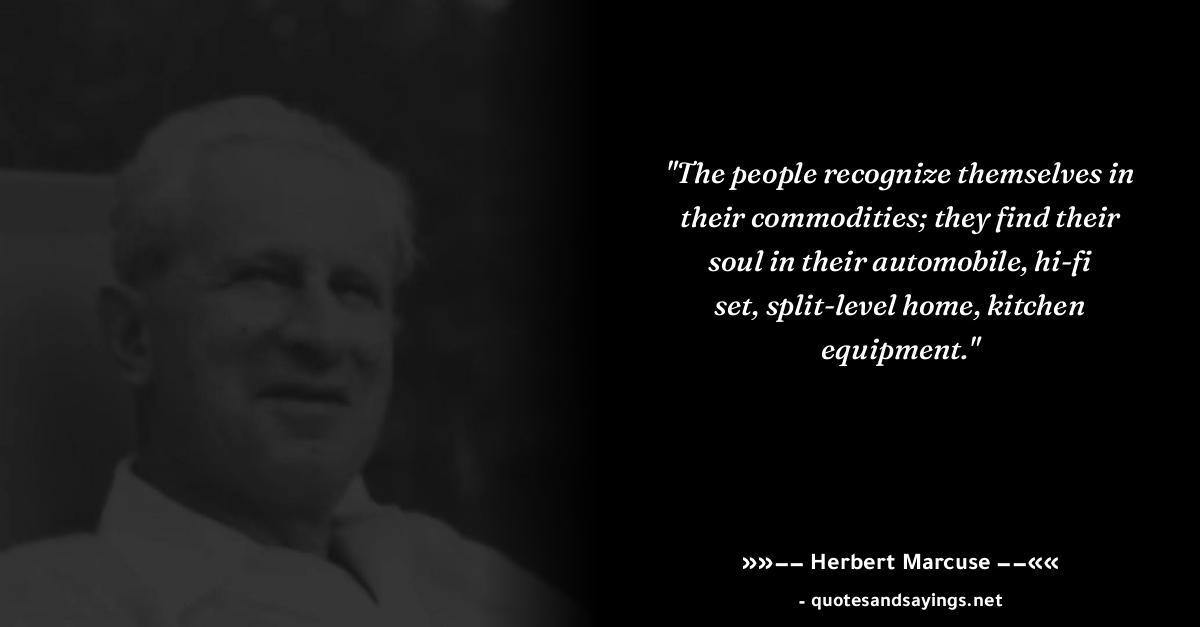 "The people recognize themselves in
their commodities; they find their
soul in their automobile, hi-fi
set, split-level home, kitchen
equipment."
»»–– Herbert Marcuse ––««
- quotesandsayings.net